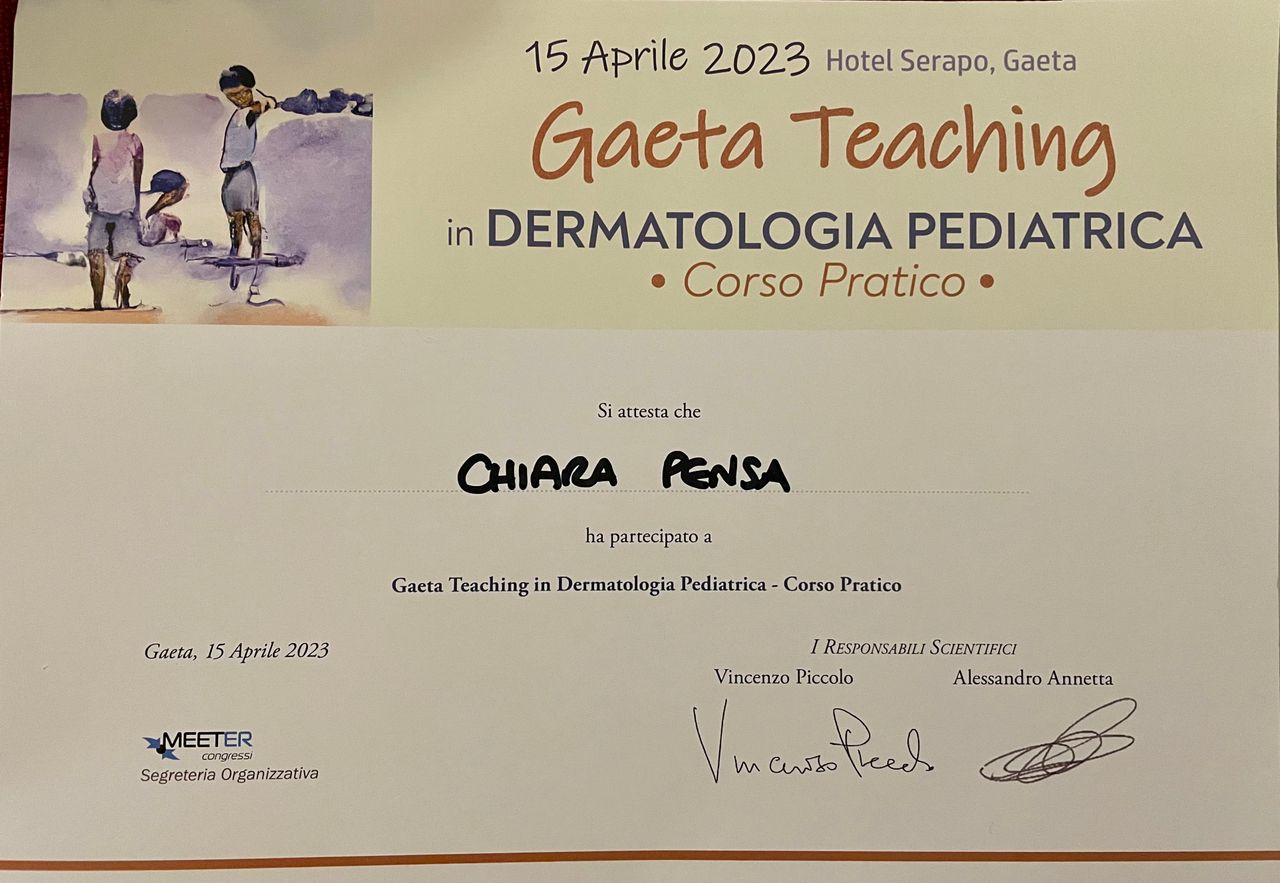 15 Aprile 2023 Hotel Serapo, Gaeta
Gaeta Teaching
in DERMATOLOGIA PEDIATRICA
• Corso Pratico •
Si attesta che
CHIARA PENSA
ha partecipato a
Gaeta Teaching in Dermatologia Pediatrica - Corso Pratico
Gaeta, 15 Aprile 2023
I RESPONSABILI SCIENTIFICI
Vincenzo Piccolo Alessandro Annetta
Vincenzo Piccolo
MEETER
congressi
Segreteria Organizzativa